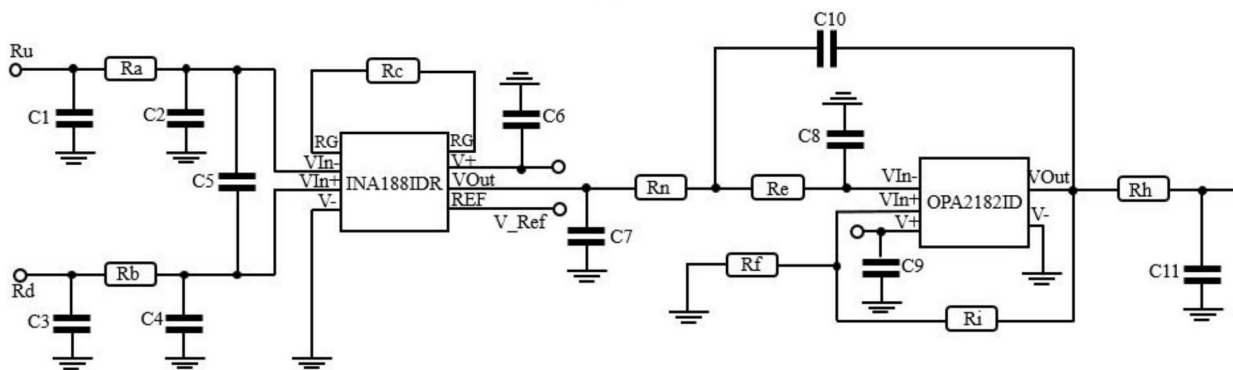 C10
Ru
Ra
Rc
C1
C2
C6
C8
RG
RG
VIn-
V+
C5
VIn+
INA188IDR
VOut
Rn
Re
VIn-
VOut
V-
REF
VIn+
OPA2182ID
Rh
V_Ref
C7
V+
V-
Rf
C9
C11
Rb
Rd
C3
C4
Ri